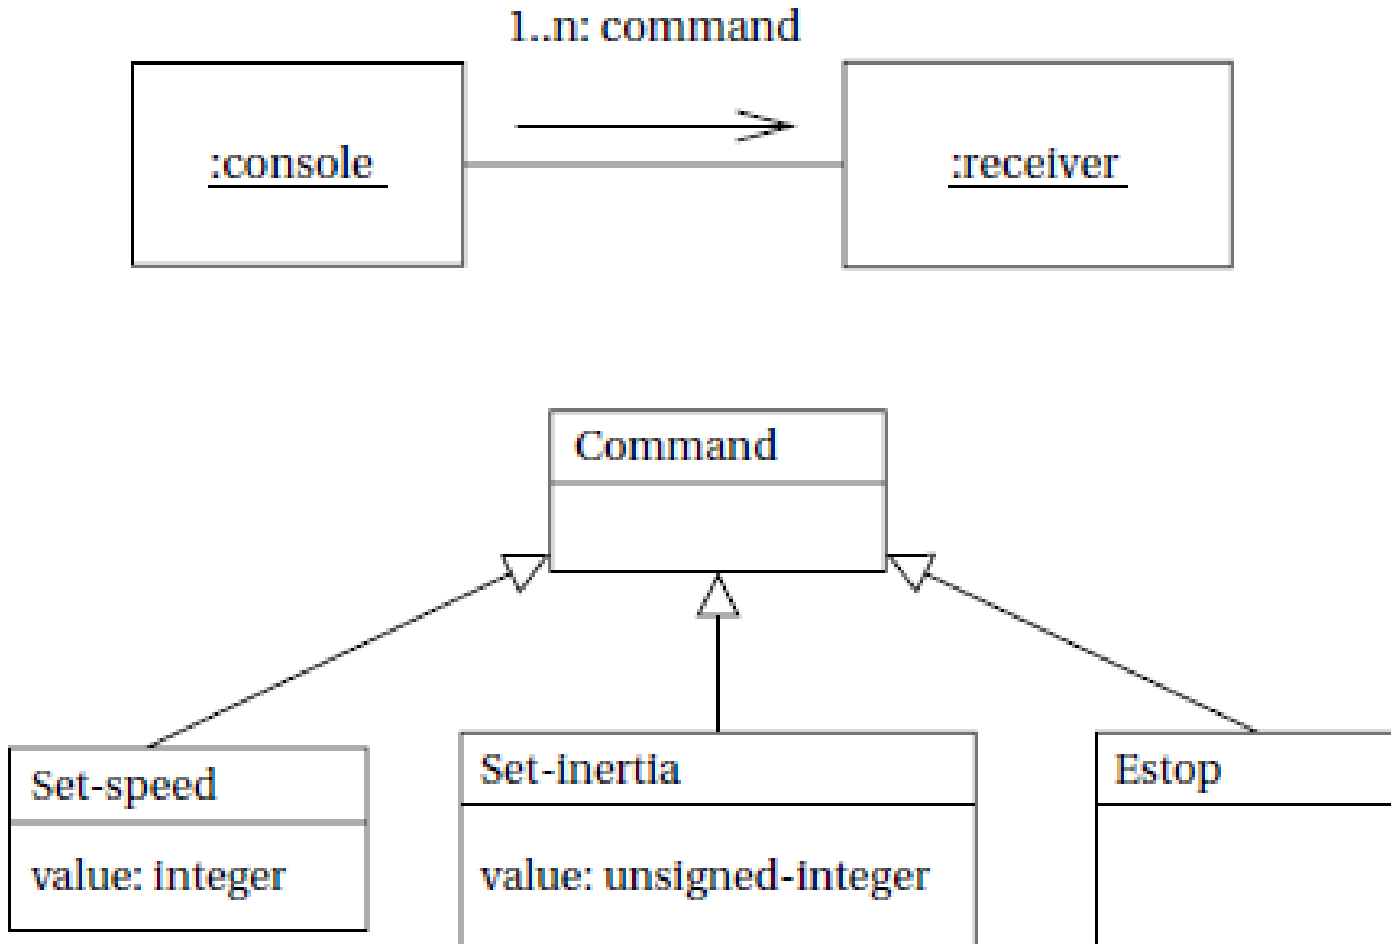 1..n: command
:console
:receiver
Command
Set-speed
value: integer
Set-inertia
value: unsigned-integer
Estop